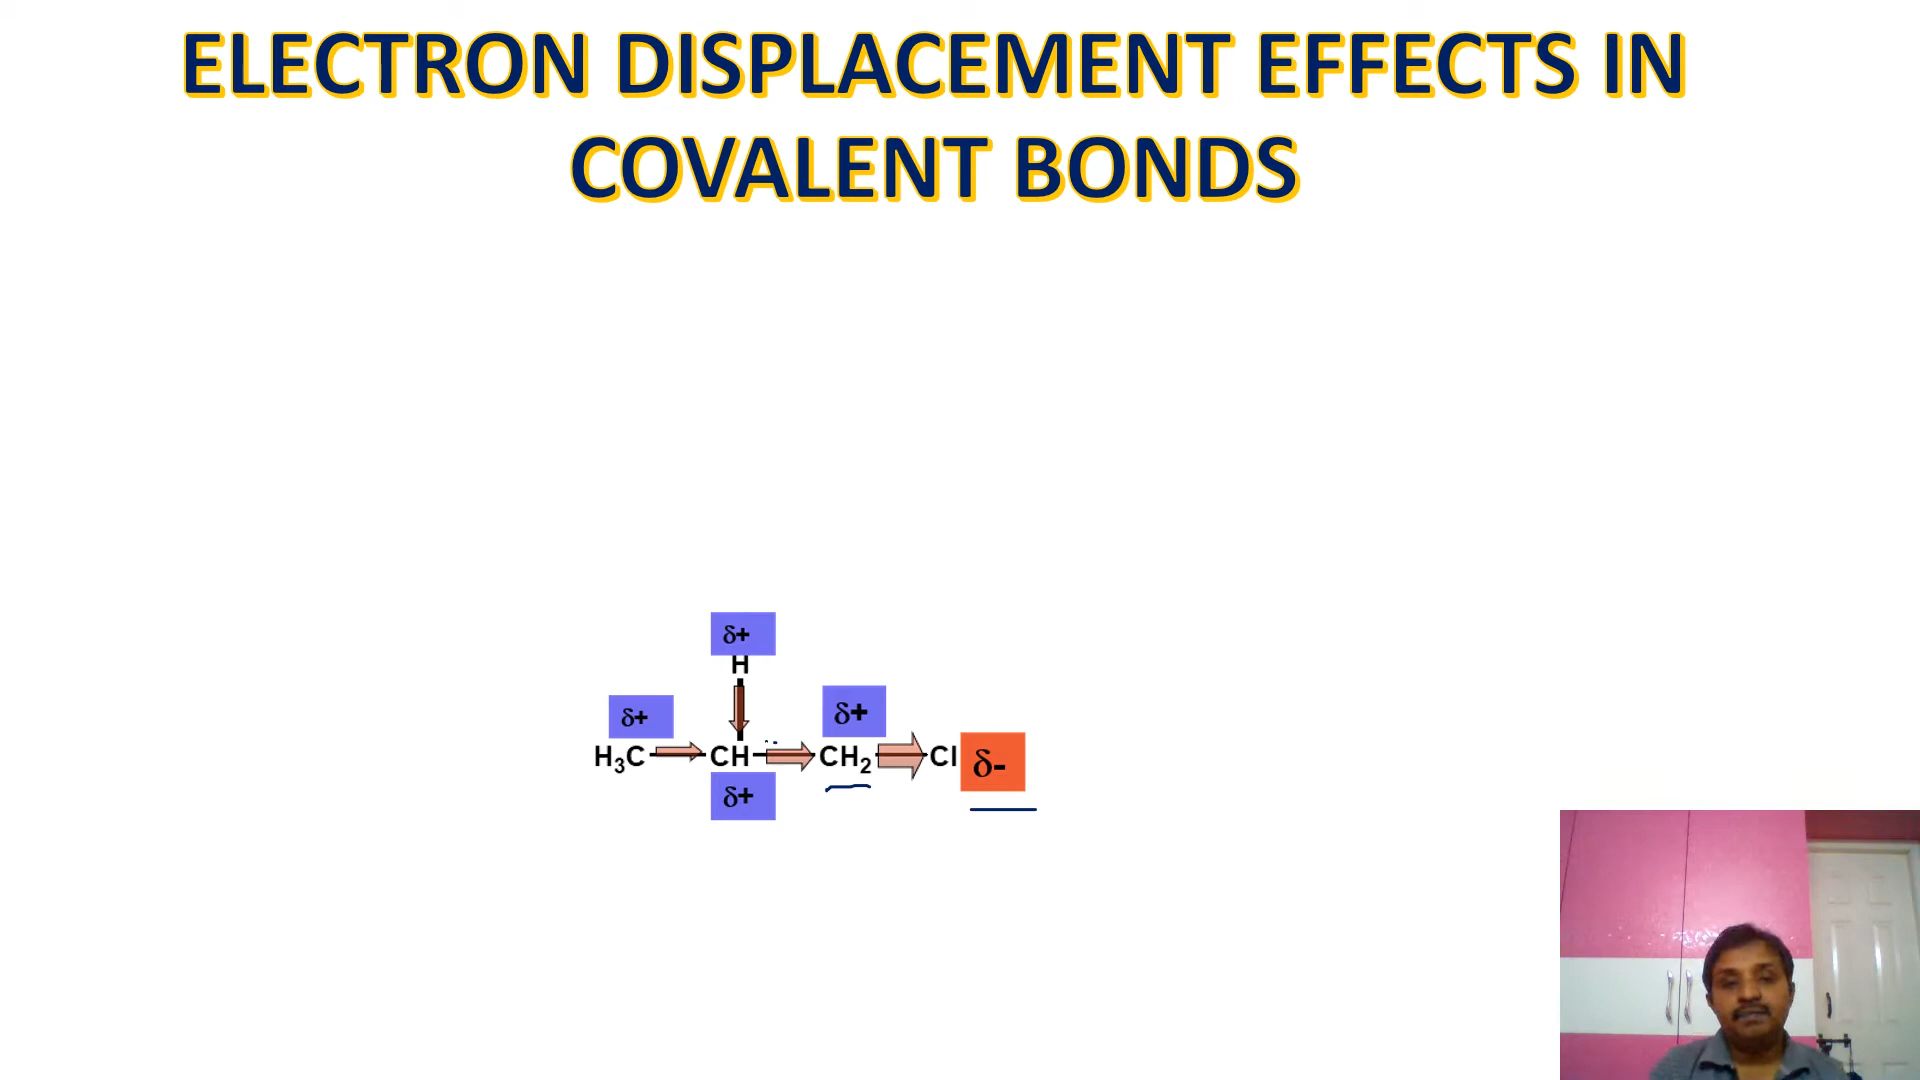 ELECTRON DISPLACEMENT EFFECTS IN
COVALENT BONDS
δ+
H
δ+
δ+
H₃C CH CH₂ Cl δ-
δ+